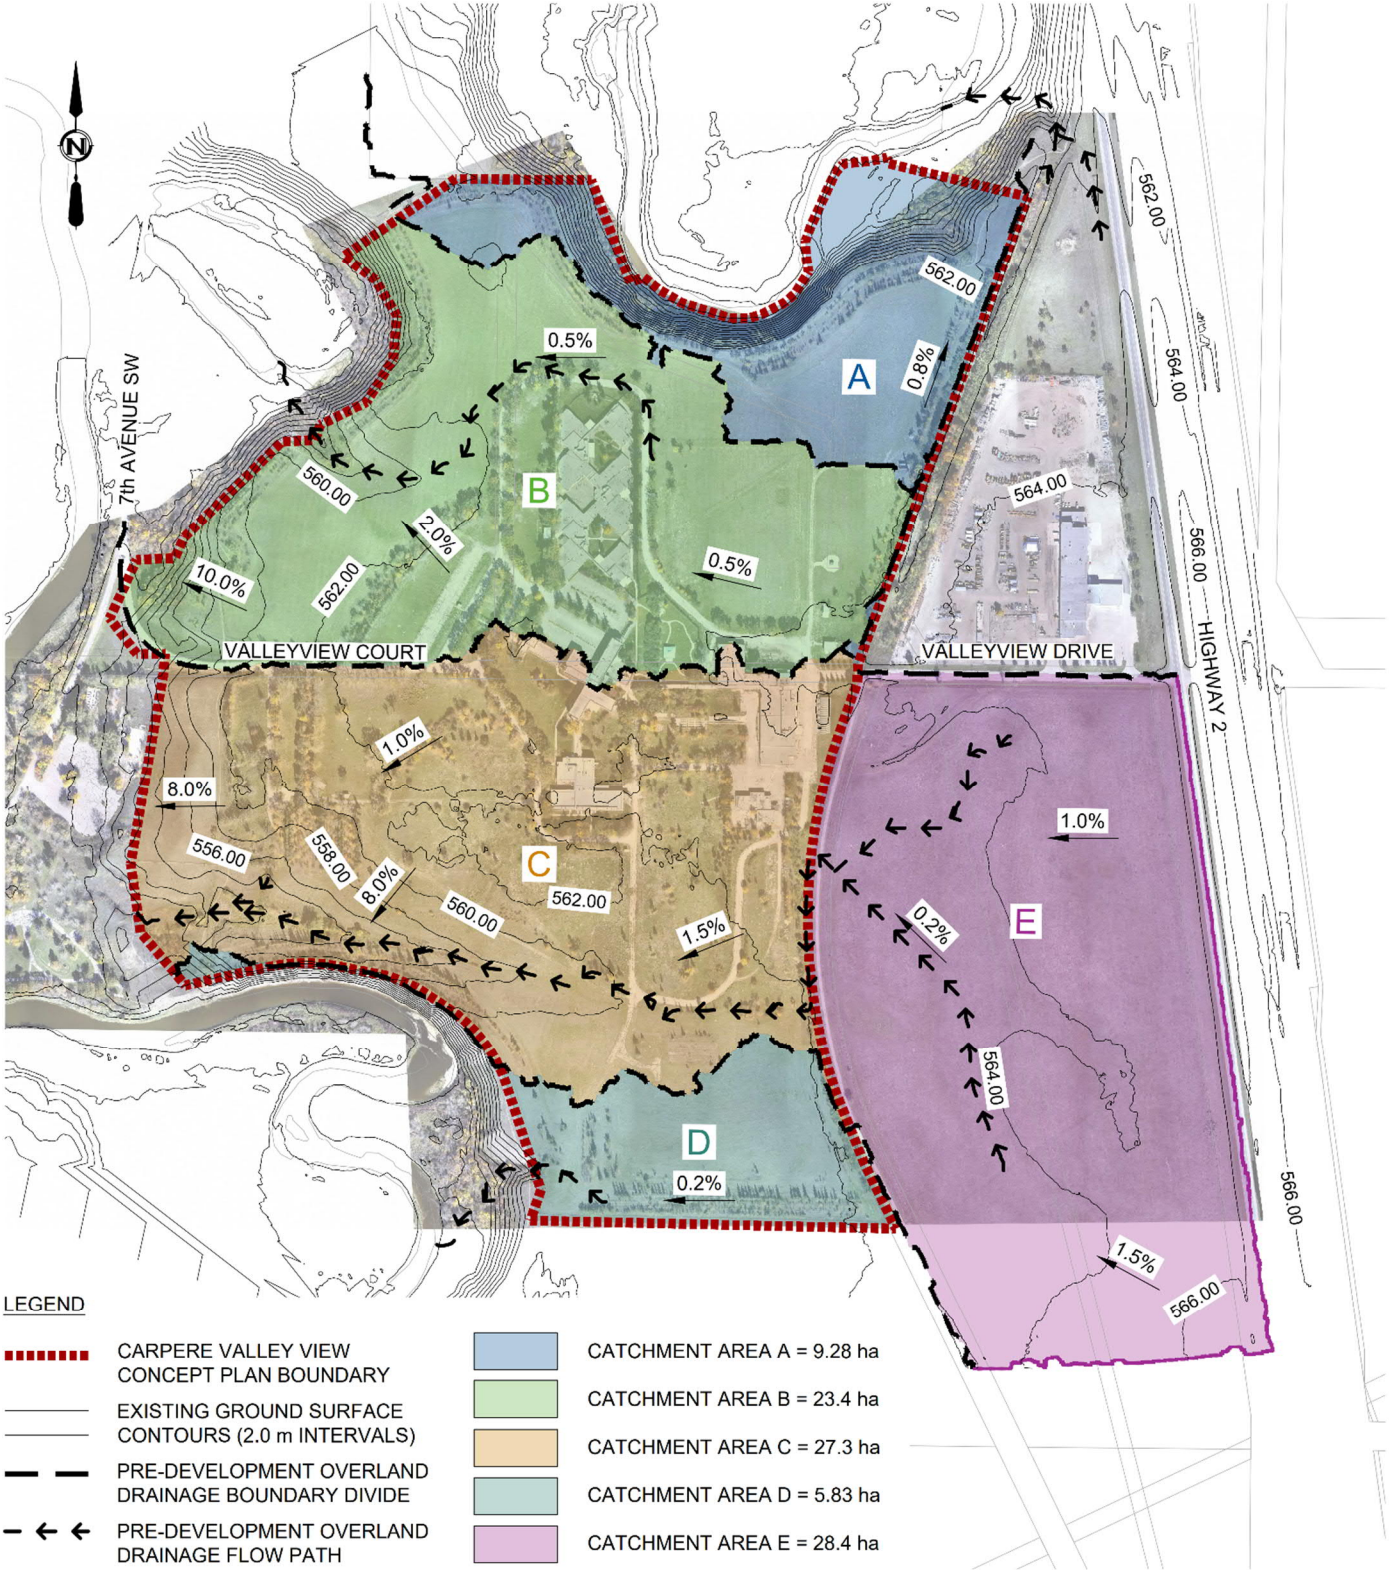 N
562.00
7th AVENUE SW
562.00
0.5%
564.00
A
0.8%
560.00
B
564.00
2.0%
566.00
10.0%
562.00
0.5%
VALLEYVIEW COURT
VALLEYVIEW DRIVE
HIGHWAY 2
1.0%
8.0%
1.0%
556.00
558.00
8.0%
C
560.00
562.00
1.5%
0.2%
E
564.00
D
0.2%
566.00
1.5%
566.00
LEGEND
CARPERE VALLEY VIEW
CONCEPT PLAN BOUNDARY
EXISTING GROUND SURFACE
CONTOURS (2.0 m INTERVALS)
PRE-DEVELOPMENT OVERLAND
DRAINAGE BOUNDARY DIVIDE
PRE-DEVELOPMENT OVERLAND
DRAINAGE FLOW PATH
CATCHMENT AREA A = 9.28 ha
CATCHMENT AREA B = 23.4 ha
CATCHMENT AREA C = 27.3 ha
CATCHMENT AREA D = 5.83 ha
CATCHMENT AREA E = 28.4 ha